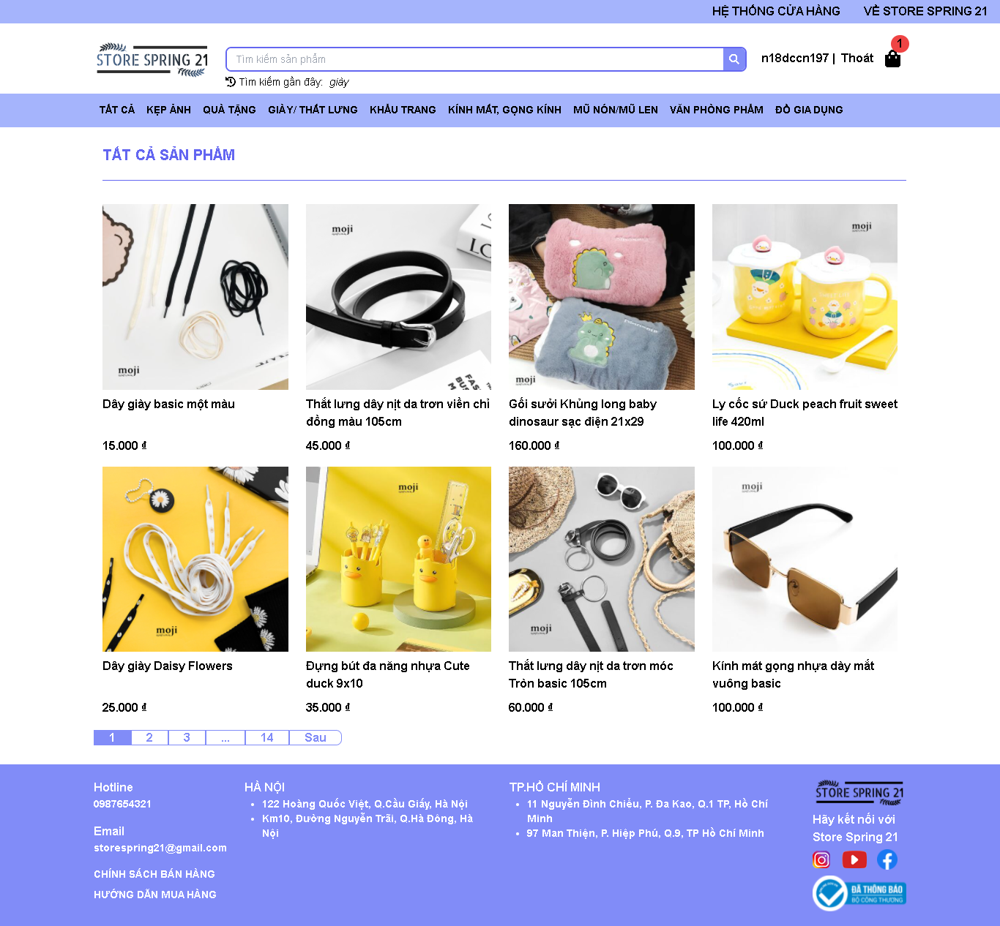 HỆ THỐNG CỬA HÀNG VỀ STORE SPRING 21
STORE SPRING 21
Tìm kiếm sản phẩm
n18dccn197 | Thoát
1
Tìm kiếm gần đây: giày
TẤT CẢ KẸP ẢNH QUÀ TẶNG GIÀY/ THẮT LƯNG KHẨU TRANG KÍNH MẮT, GỌNG KÍNH MŨ NÓN/MŨ LEN VĂN PHÒNG PHẨM ĐỒ GIA DỤNG
TẤT CẢ SẢN PHẨM
moji
moji
moji
moji
Dây giày basic một màu
15.000 ₫
Thắt lưng dây nịt da trơn viền chỉ
đồng màu 105cm
45.000 ₫
Gối sưởi Khủng long baby
dinosaur sạc điện 21x29
160.000 ₫
Ly cốc sứ Duck peach fruit sweet
life 420ml
100.000 ₫
moji
moji
moji
moji
Dây giày Daisy Flowers
25.000 ₫
Đựng bút đa năng nhựa Cute
duck 9x10
35.000 ₫
Thắt lưng dây nịt da trơn móc
Tròn basic 105cm
60.000 ₫
Kính mát gọng nhựa dày mắt
vuông basic
100.000 ₫
1 2 3 ... 14 Sau
Hotline
0987654321
Email
storespring21@gmail.com
CHÍNH SÁCH BÁN HÀNG
HƯỚNG DẪN MUA HÀNG
HÀ NỘI
122 Hoàng Quốc Việt, Q.Cầu Giấy, Hà Nội
Km10, Đường Nguyễn Trãi, Q.Hà Đông, Hà
Nội
TP.HỒ CHÍ MINH
11 Nguyễn Đình Chiểu, P. Đa Kao, Q.1 TP, Hồ Chí
Minh
97 Man Thiện, P. Hiệp Phú, Q.9, TP Hồ Chí Minh
STORE SPRING 21
Hãy kết nối với
Store Spring 21
ĐÃ THÔNG BÁO
BỘ CÔNG THƯƠNG